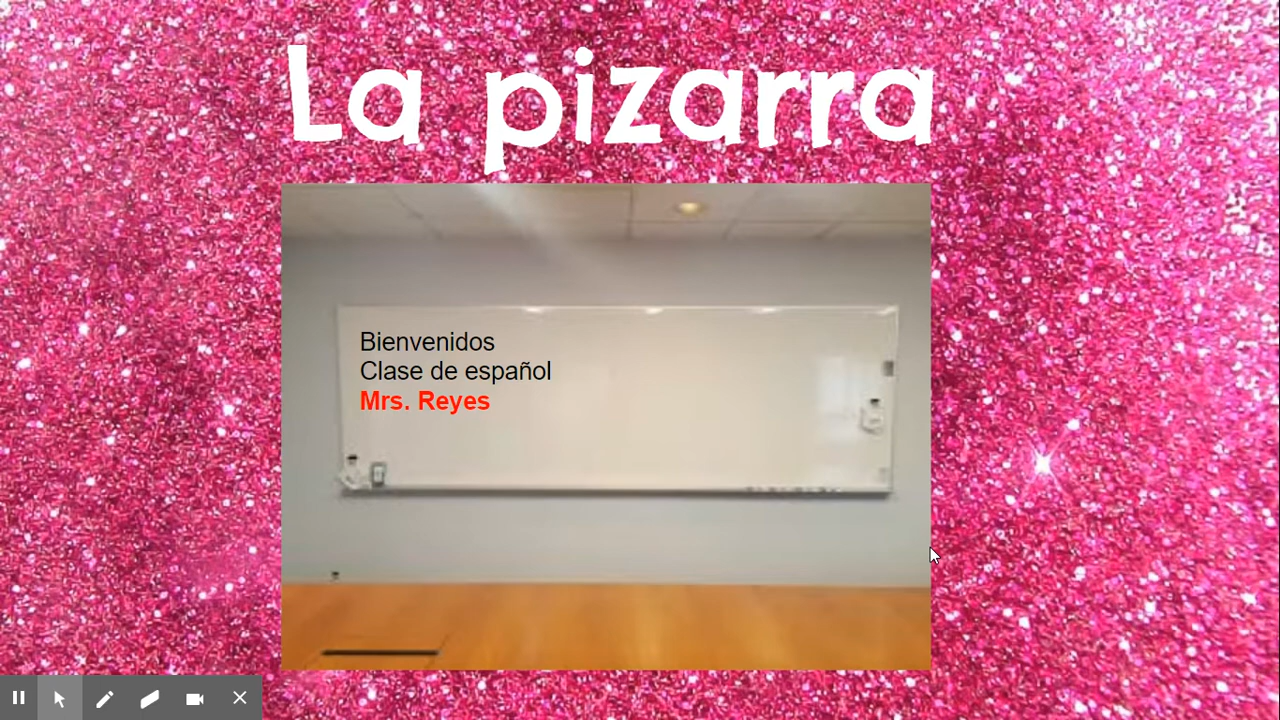 La pizarra
Bienvenidos
Clase de español
Mrs. Reyes